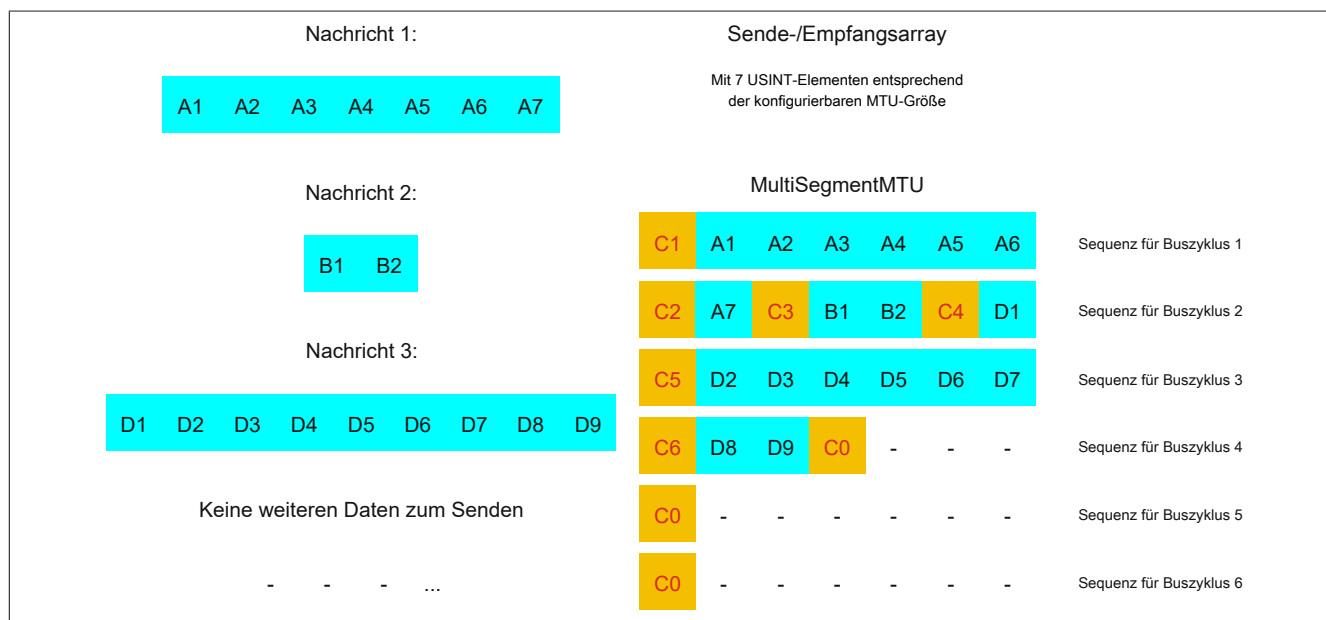 Nachricht 1:
A1 A2 A3 A4 A5 A6 A7
Nachricht 2:
B1 B2
Nachricht 3:
D1 D2 D3 D4 D5 D6 D7 D8 D9
Keine weiteren Daten zum Senden
- - - ...
Sende-/Empfangsarray
Mit 7 USINT-Elementen entsprechend
der konfigurierbaren MTU-Größe
MultiSegmentMTU
C1 A1 A2 A3 A4 A5 A6 Sequenz für Buszyklus 1
C2 A7 C3 B1 B2 C4 D1 Sequenz für Buszyklus 2
C5 D2 D3 D4 D5 D6 D7 Sequenz für Buszyklus 3
C6 D8 D9 C0 - - - Sequenz für Buszyklus 4
C0 - - - - - - Sequenz für Buszyklus 5
C0 - - - - - - Sequenz für Buszyklus 6